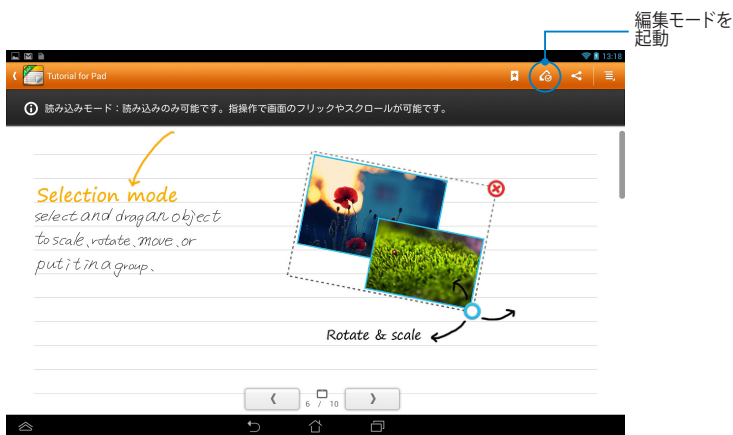 編集モードを
起動
13:18
Tutorial for Pad
読み込みモード：読み込みのみ可能です。指操作で画面のフリックやスクロールが可能です。
Selection mode
select and drag an object
to scale、rotate、move、or
put it in a group、
Rotate & scale
6 / 10